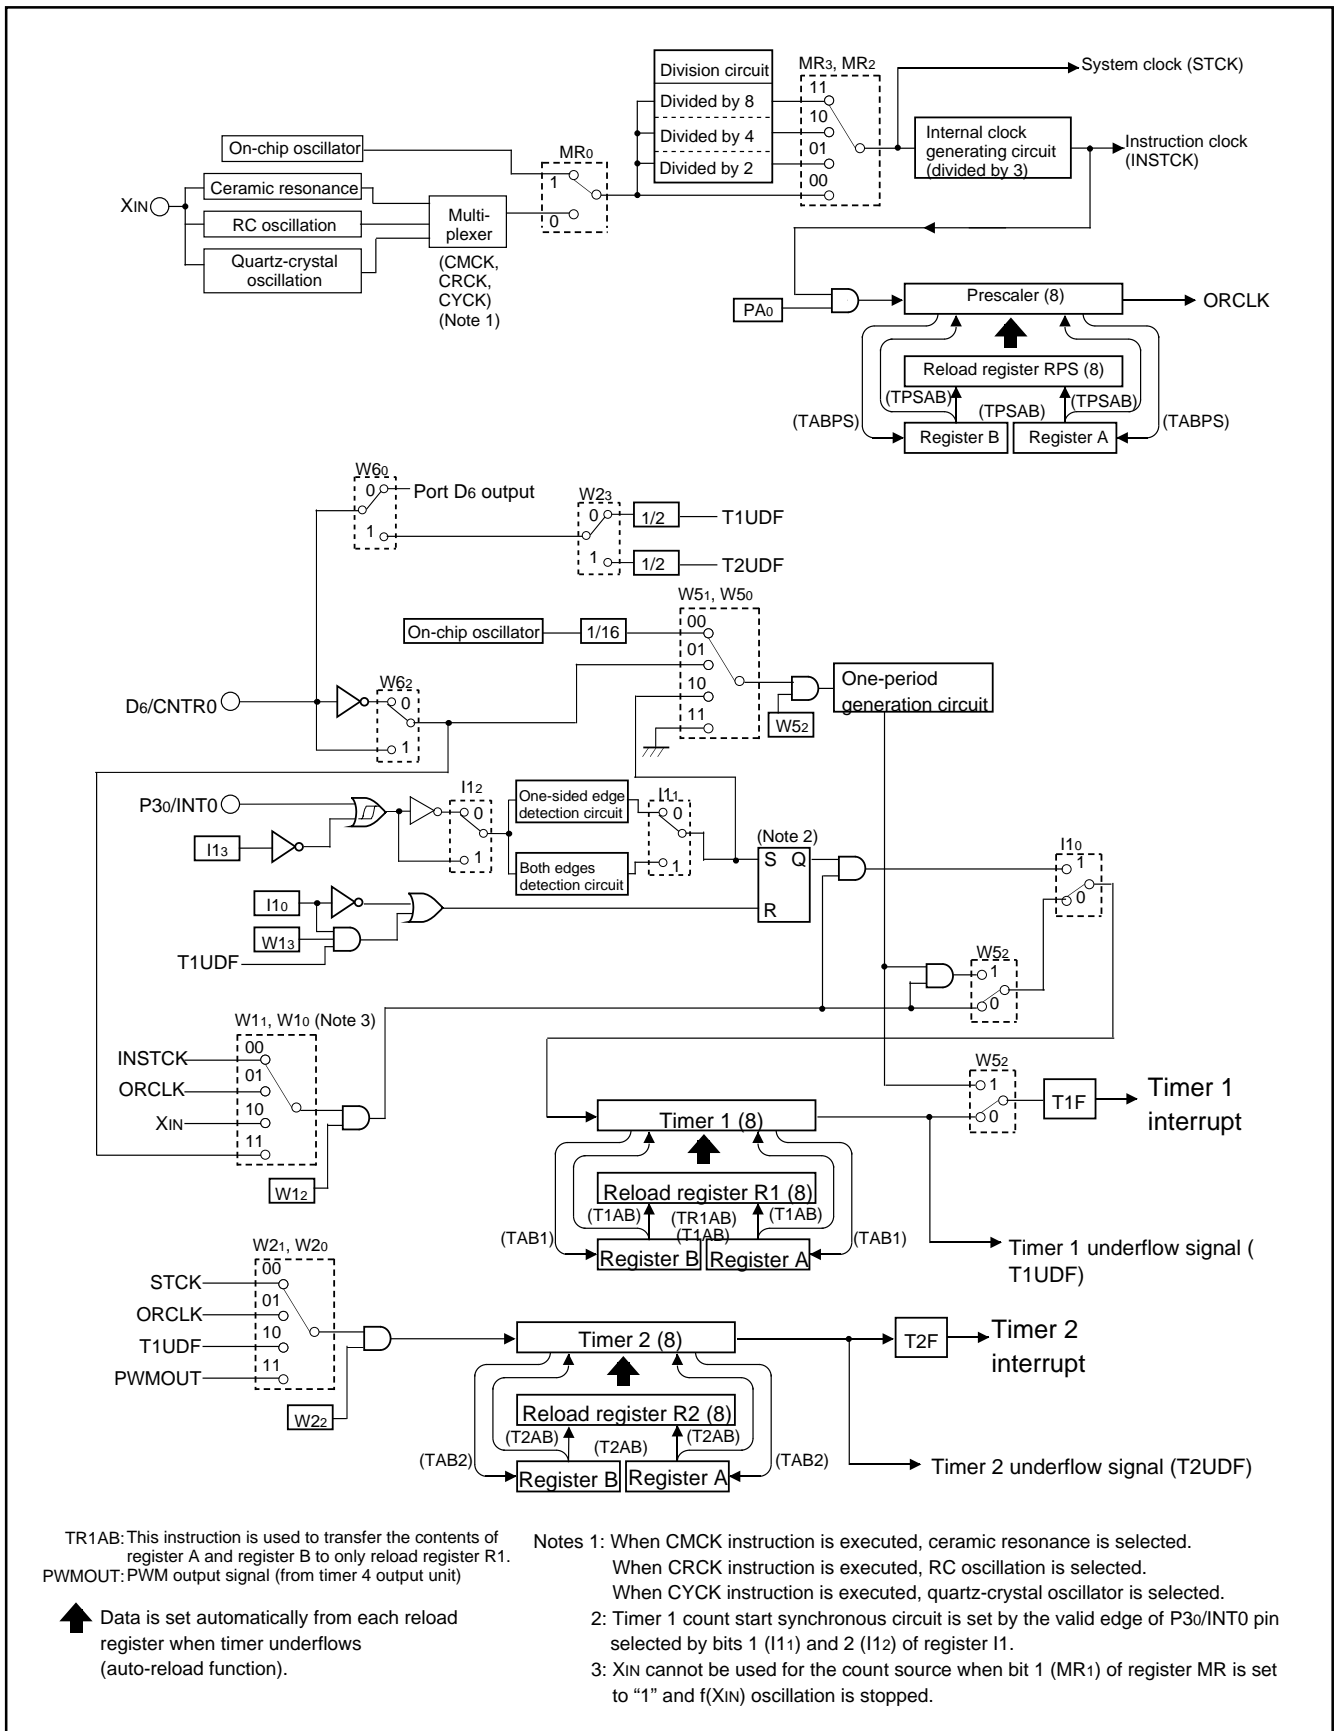 Division circuit
MR3, MR2
System clock (STCK)
Divided by 8
11
Divided by 4
10
Divided by 2
01
00
Internal clock
generating circuit
(divided by 3)
Instruction clock
(INSTCK)
On-chip oscillator
MR0
1
0
XIN
Ceramic resonance
RC oscillation
Quartz-crystal
oscillation
Multi-
plexer
(CMCK,
CRCK,
CYCK)
(Note 1)
PA0
Prescaler (8)
ORCLK
Reload register RPS (8)
(TPSAB)
(TPSAB)
(TPSAB)
(TABPS)
(TABPS)
Register B
Register A
W60
0
Port D6 output
1
W23
0
1/2
T1UDF
1
1/2
T2UDF
W51, W50
00
01
10
11
On-chip oscillator
1/16
W52
One-period
generation circuit
D6/CNTR0
W62
0
1
P30/INT0
I13
I12
0
1
One-sided edge
detection circuit
Both edges
detection circuit
I11
0
1
(Note 2)
S Q
R
I10
1
0
I10
W13
T1UDF
W52
1
0
W11, W10 (Note 3)
INSTCK
00
ORCLK
01
XIN
10
11
W12
W52
1
0
T1F
Timer 1
interrupt
Timer 1 (8)
Reload register R1 (8)
(T1AB)
(TR1AB)
(T1AB)
(T1AB)
(TAB1)
(TAB1)
Register B
Register A
Timer 1 underflow signal (
T1UDF)
W21, W20
STCK
00
ORCLK
01
T1UDF
10
PWMOUT
11
W22
Timer 2 (8)
T2F
Timer 2
interrupt
Reload register R2 (8)
(T2AB)
(T2AB)
(T2AB)
(TAB2)
(TAB2)
Register B
Register A
Timer 2 underflow signal (T2UDF)
TR1AB: This instruction is used to transfer the contents of
register A and register B to only reload register R1.
PWMOUT: PWM output signal (from timer 4 output unit)
Data is set automatically from each reload
register when timer underflows
(auto-reload function).
Notes 1: When CMCK instruction is executed, ceramic resonance is selected.
When CRCK instruction is executed, RC oscillation is selected.
When CYCK instruction is executed, quartz-crystal oscillator is selected.
2: Timer 1 count start synchronous circuit is set by the valid edge of P30/INT0 pin
selected by bits 1 (I11) and 2 (I12) of register I1.
3: XIN cannot be used for the count source when bit 1 (MR1) of register MR is set
to “1” and f(XIN) oscillation is stopped.